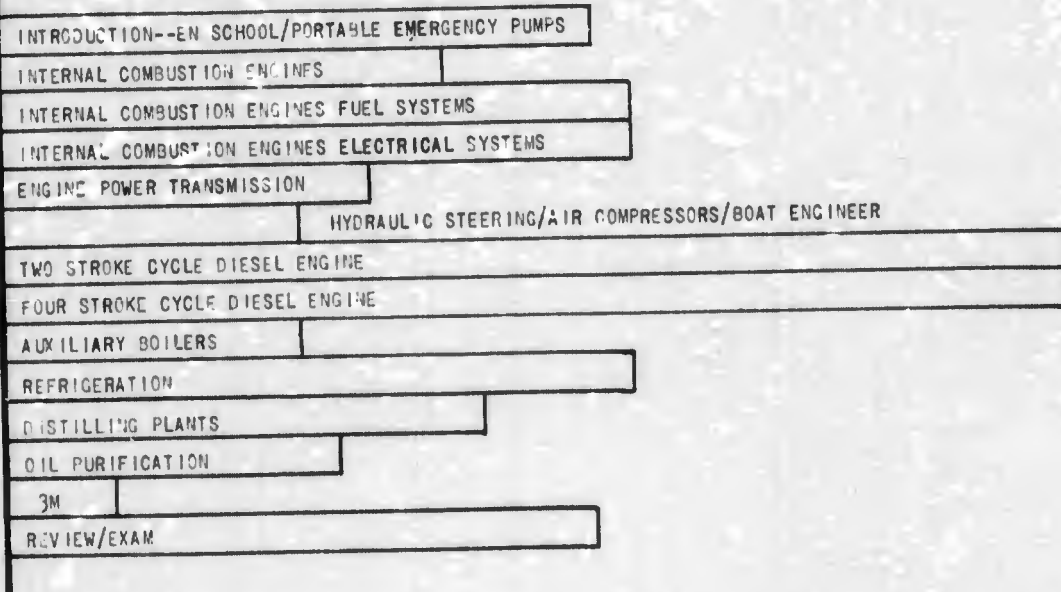 INTRODUCTION--EN SCHOOL/PORTABLE EMERGENCY PUMPS
INTERNAL COMBUSTION ENGINES
INTERNAL COMBUSTION ENGINES FUEL SYSTEMS
INTERNAL COMBUSTION ENGINES ELECTRICAL SYSTEMS
ENGINE POWER TRANSMISSION
HYDRAULIC STEERING/AIR COMPRESSORS/BOAT ENGINEER
TWO STROKE CYCLE DIESEL ENGINE
FOUR STROKE CYCLE DIESEL ENGINE
AUXILIARY BOILERS
REFRIGERATION
DISTILLING PLANTS
OIL PURIFICATION
3M
REVIEW/EXAM